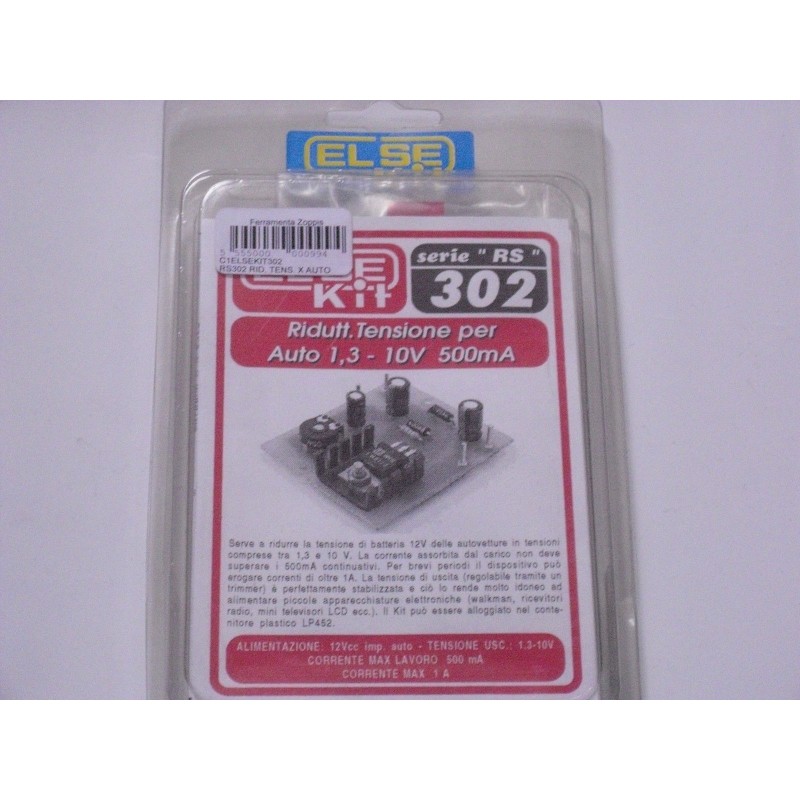 ELSE
Kit
Ferramenta Zoppis
5 555000 000994
C1ELSEKIT302
RS302 RID. TENS. X AUTO
ELSE
Kit
serie "RS"
302
Ridutt.Tensione per
Auto 1,3 - 10V 500mA
Serve a ridurre la tensione di batteria 12V delle autovetture in tensioni
comprese tra 1,3 e 10 V. La corrente assorbita dal carico non deve
superare i 500mA continuativi. Per brevi periodi il dispositivo può
erogare correnti di oltre 1A. La tensione di uscita (regolabile tramite un
trimmer) è perfettamente stabilizzata e ciò lo rende molto idoneo ad
alimentare piccole apparecchiature elettroniche (walkman, ricevitori
radio, mini televisori LCD ecc.). Il Kit può essere alloggiato nel conte-
nitore plastico LP452.
ALIMENTAZIONE: 12Vcc imp. auto - TENSIONE USC.: 1.3-10V
CORRENTE MAX LAVORO 500 mA
CORRENTE MAX 1 A